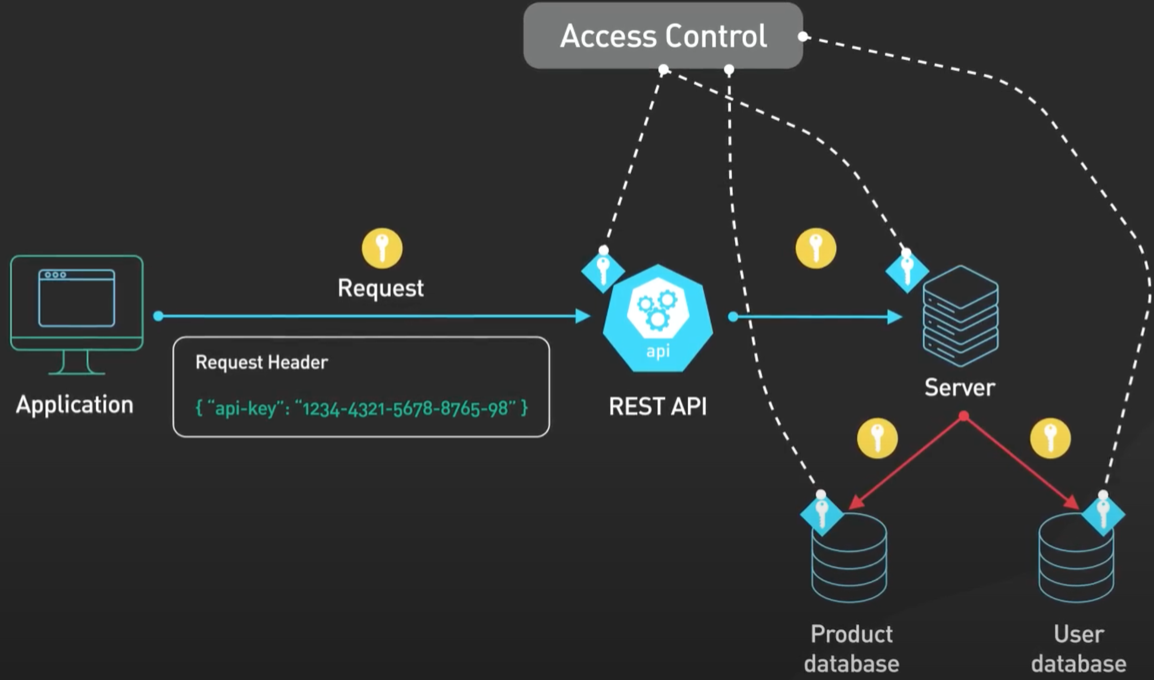 Access Control
Request
Request Header
{ "api-key": "1234-4321-5678-8765-98" }
Application
api
REST API
Server
Product
database
User
database